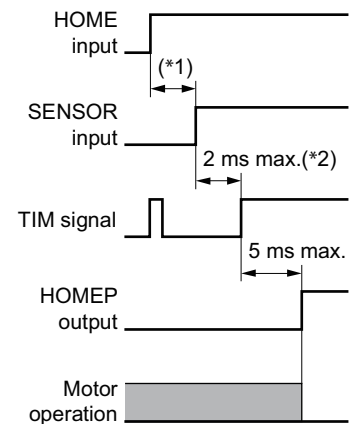 HOME
input
(*1)
SENSOR
input
2 ms max.(*2)
TIM signal
5 ms max.
HOMEP
output
Motor
operation